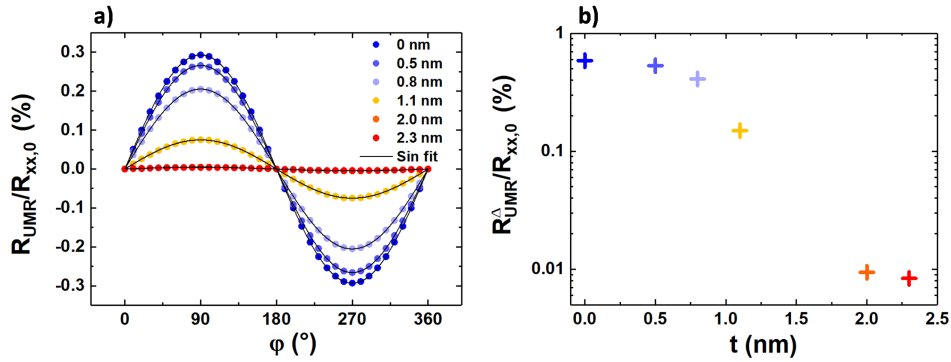 a)
R_UMR/R_xx,0 (%)
0.3
0.2
0.1
0.0
-0.1
-0.2
-0.3
0 nm
0.5 nm
0.8 nm
1.1 nm
2.0 nm
2.3 nm
Sin fit
0 90 180 270 360
φ (°)
b)
R^Δ_UMR/R_xx,0 (%)
1
0.1
0.01
0.0 0.5 1.0 1.5 2.0 2.5
t (nm)